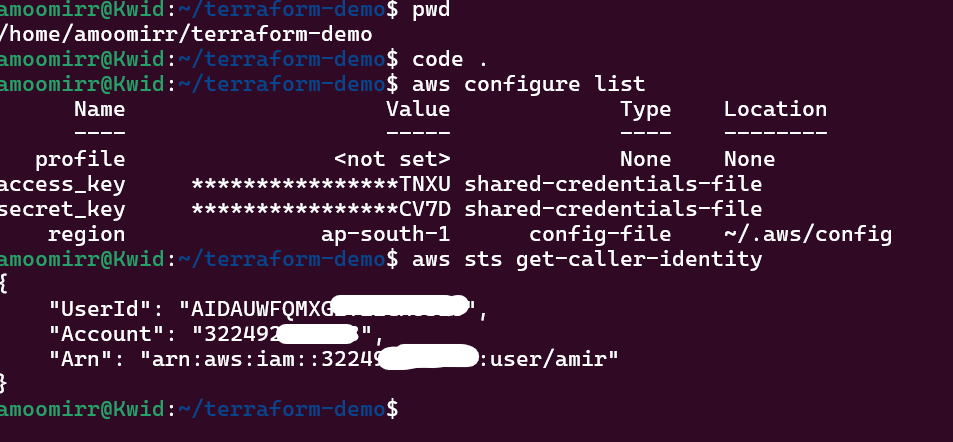 amoomirr@Kwid:~/terraform-demo$ pwd
/home/amoomirr/terraform-demo
amoomirr@Kwid:~/terraform-demo$ code .
amoomirr@Kwid:~/terraform-demo$ aws configure list
Name Value Type Location
---- ----- ---- --------
profile <not set> None None
access_key ****************TNXU shared-credentials-file
secret_key ****************CV7D shared-credentials-file
region ap-south-1 config-file ~/.aws/config
amoomirr@Kwid:~/terraform-demo$ aws sts get-caller-identity
{
"UserId": "AIDAUWFQMXG",
"Account": "322492",
"Arn": "arn:aws:iam::32249:user/amir"
}
amoomirr@Kwid:~/terraform-demo$